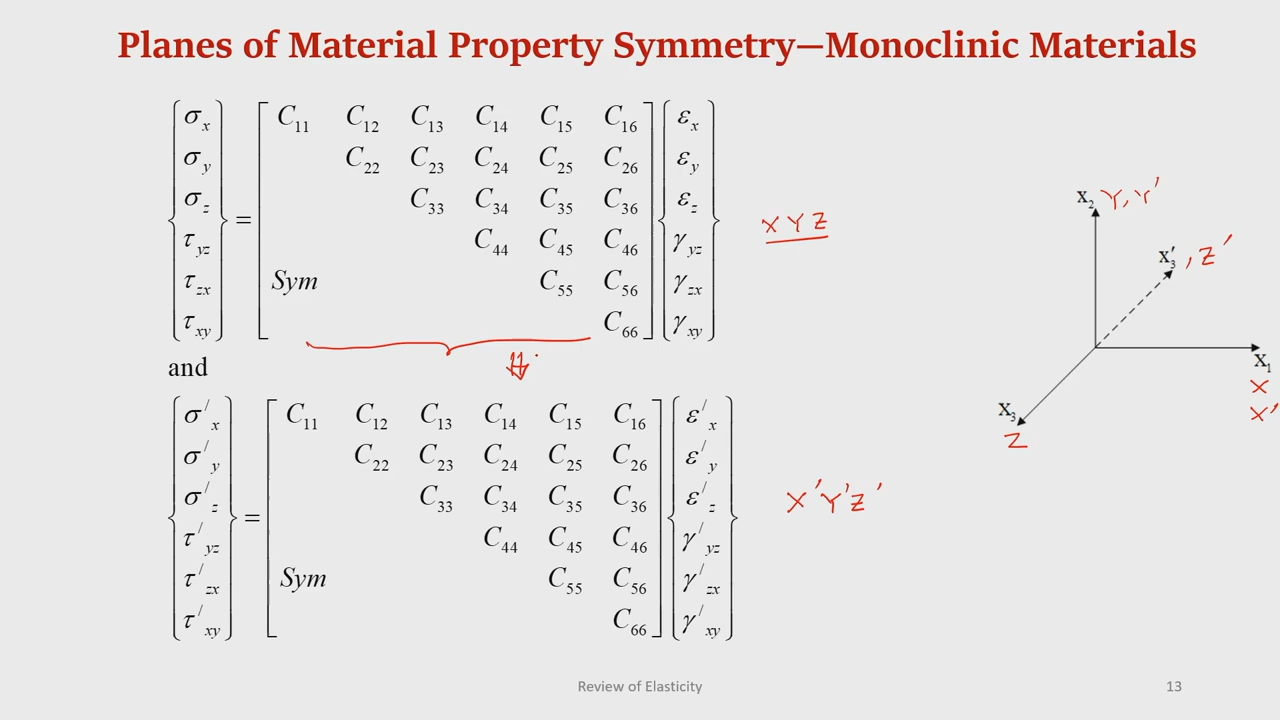 Planes of Material Property Symmetry—Monoclinic Materials
σx C11 C12 C13 C14 C15 C16 εx
σy C22 C23 C24 C25 C26 εy
σz C33 C34 C35 C36 εz
= X Y Z
τyz C44 C45 C46 γyz
τzx Sym C55 C56 γzx
τxy C66 γxy
and
σ/x C11 C12 C13 C14 C15 C16 ε/x
σ/y C22 C23 C24 C25 C26 ε/y
σ/z C33 C34 C35 C36 ε/z
= X'Y'Z'
τ/yz C44 C45 C46 γ/yz
τ/zx Sym C55 C56 γ/zx
τ/xy C66 γ/xy
X2 Y, Y'
X'3 , Z'
X1
X
X'
X3
Z
Review of Elasticity
13